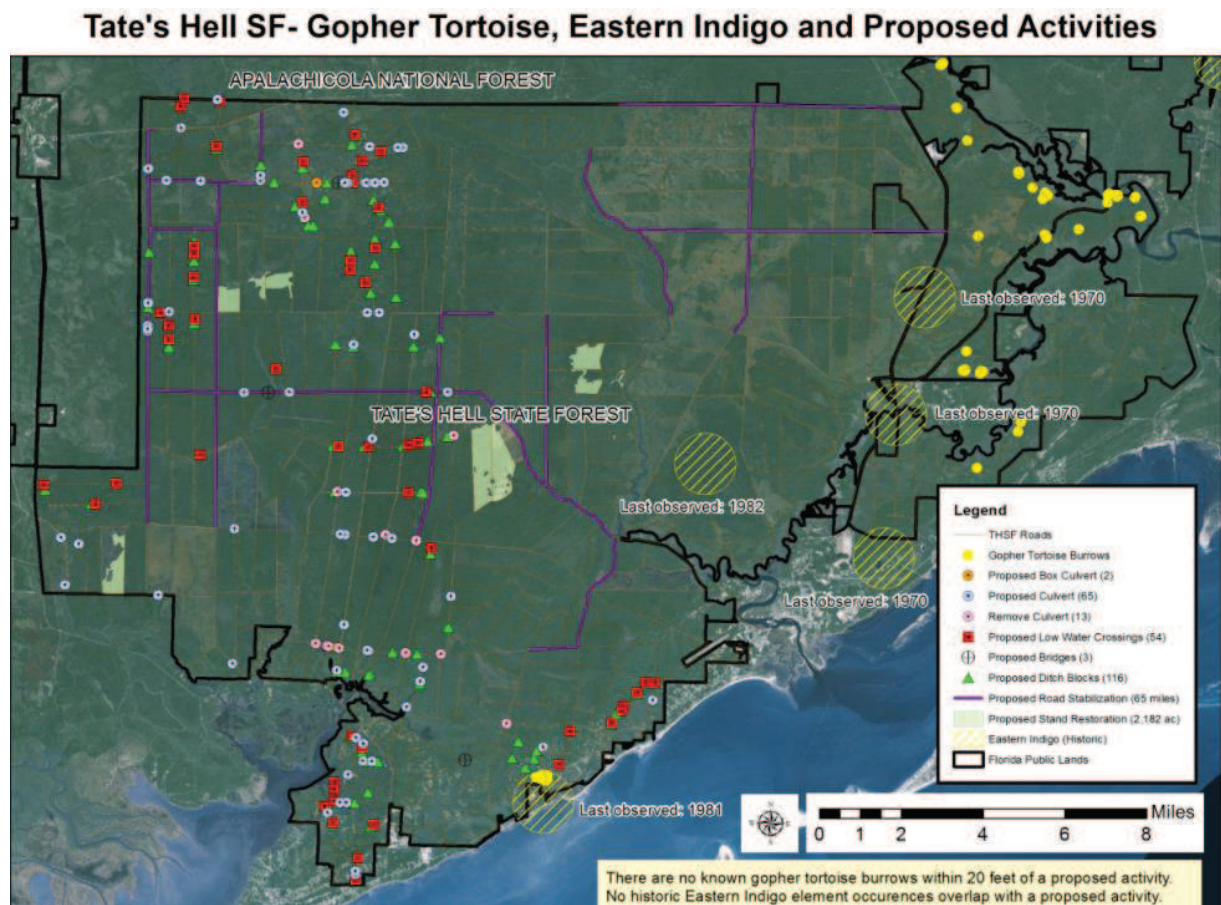 Tate's Hell SF- Gopher Tortoise, Eastern Indigo and Proposed Activities
APALACHICOLA NATIONAL FOREST
Last observed: 1970
Last observed: 1970
TATE'S HELL STATE FOREST
Last observed: 1982
Last observed: 1970
Last observed: 1981
Legend
THSF Roads
Gopher Tortoise Burrows
Proposed Box Culvert (2)
Proposed Culvert (65)
Remove Culvert (13)
Proposed Low Water Crossings (54)
Proposed Bridges (3)
Proposed Ditch Blocks (116)
Proposed Road Stabilization (65 miles)
Proposed Stand Restoration (2,182 ac)
Eastern Indigo (Historic)
Florida Public Lands
N
W E
S
Miles
0 1 2 4 6 8
There are no known gopher tortoise burrows within 20 feet of a proposed activity.
No historic Eastern Indigo element occurences overlap with a proposed activity.